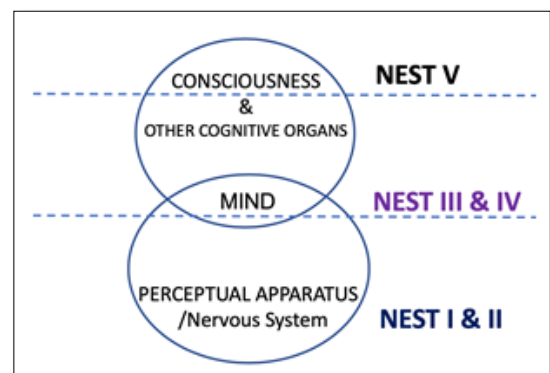 CONSCIOUSNESS
NEST V
&
OTHER COGNITIVE ORGANS
MIND
NEST III & IV
PERCEPTUAL APPARATUS
/Nervous System
NEST I & II